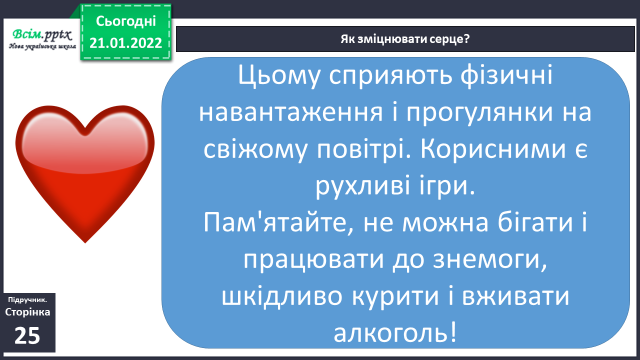 Всім.pptx
Нова українська школа
Сьогодні
21.01.2022
Як зміцнювати серце?
Цьому сприяють фізичні
навантаження і прогулянки на
свіжому повітрі. Корисними є
рухливі ігри.
Пам'ятайте, не можна бігати і
працювати до знемоги,
шкідливо курити і вживати
алкоголь!
Підручник.
Сторінка
25